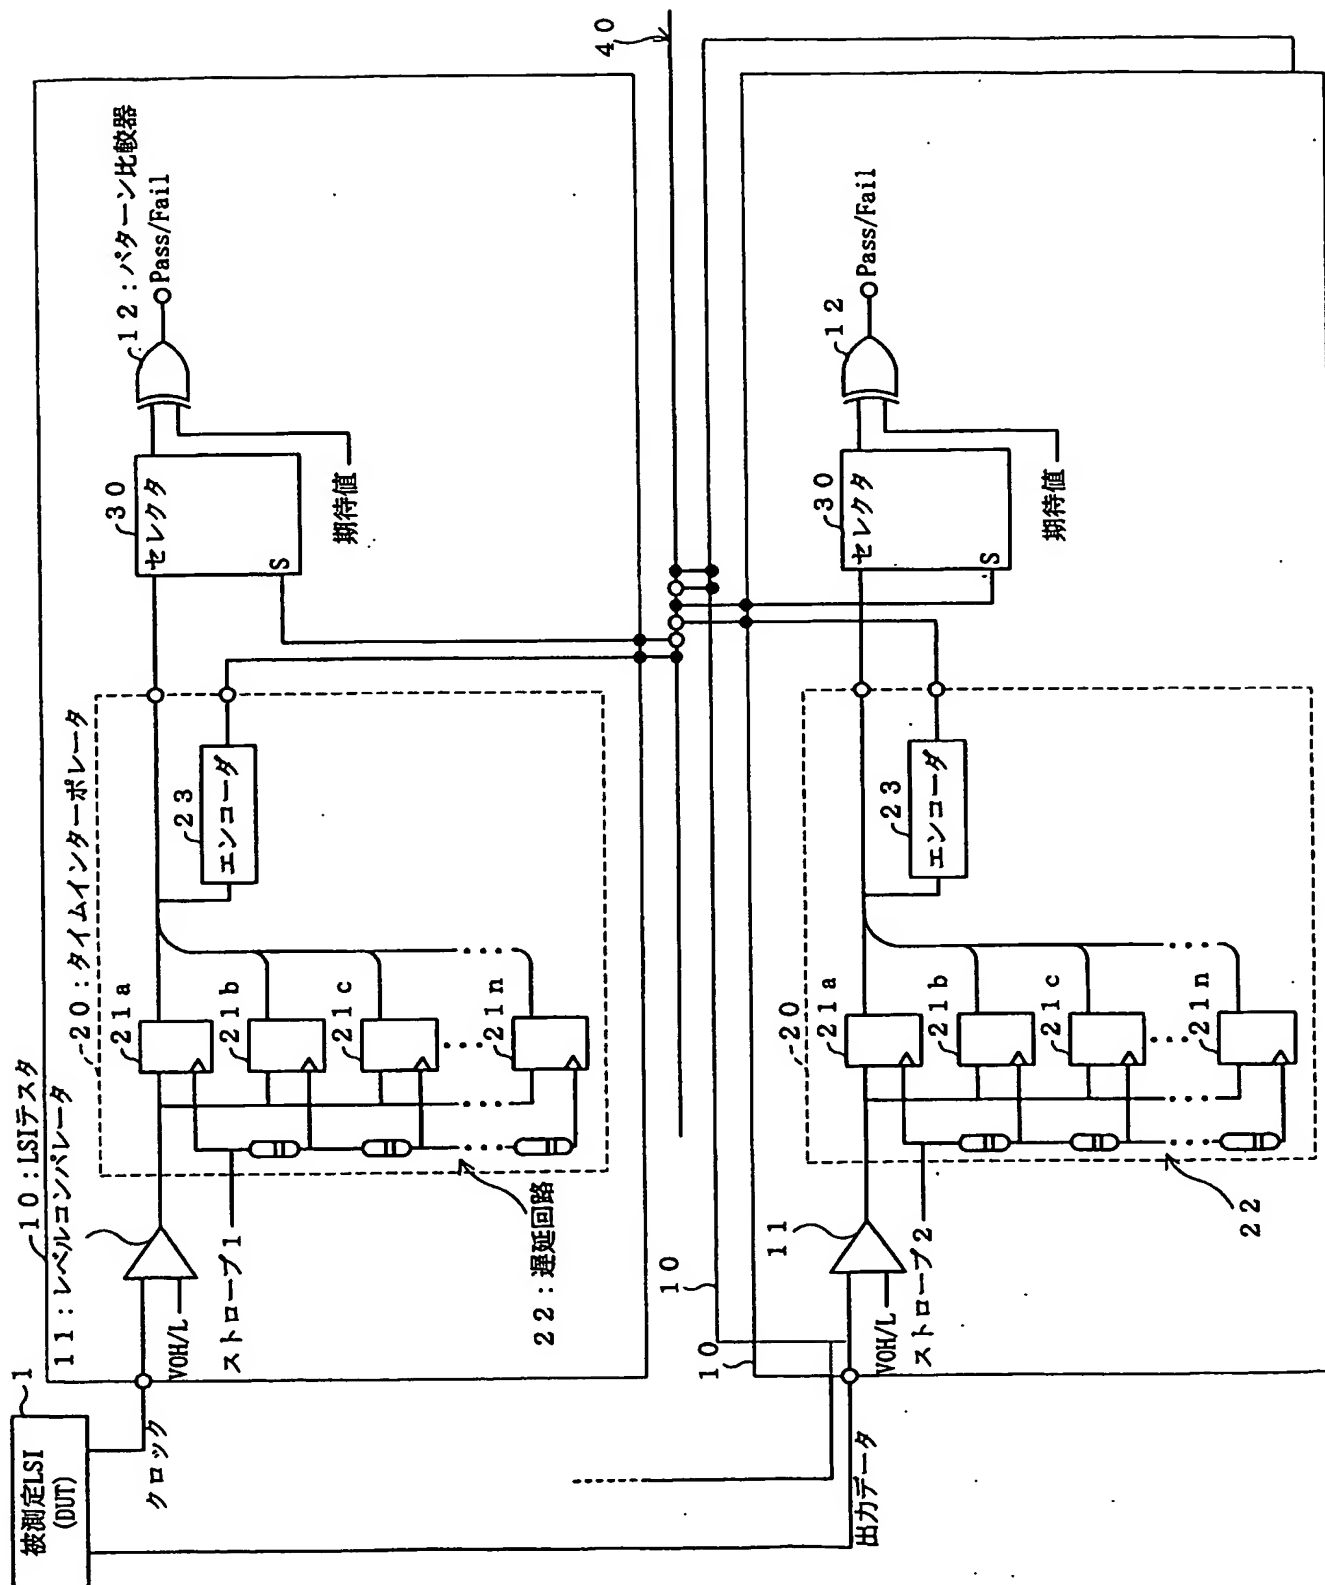 被測定LSI
(DUT)
1
クロック
出力データ
10:LSIテスタ
11:レベルコンパレータ
VOH/L
ストローブ1
20:タイムインターポレータ
21a
21b
21c
21n
22:遅延回路
23
エンコーダ
30
セレクタ
S
期待値
12:パターン比較器
Pass/Fail
40
10
10
11
VOH/L
ストローブ2
20
21a
21b
21c
21n
22
23
エンコーダ
30
セレクタ
S
期待値
12
Pass/Fail